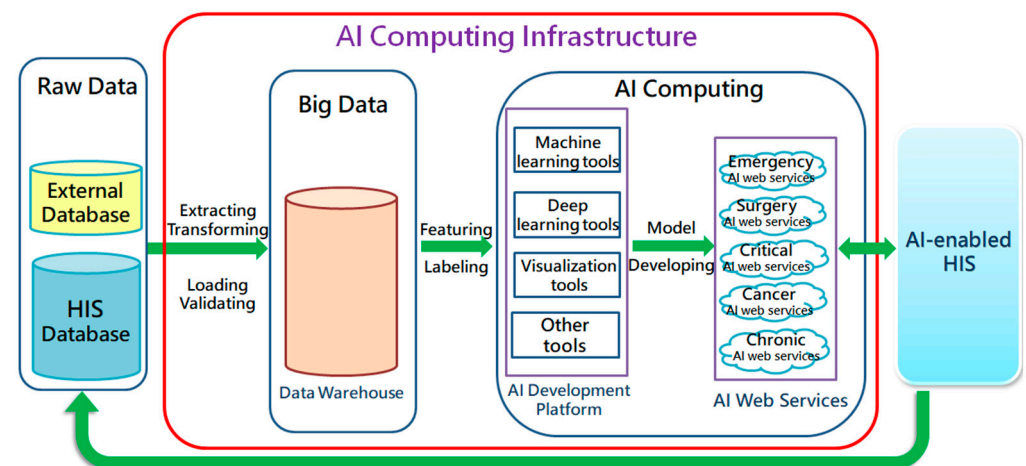 AI Computing Infrastructure
Raw Data
External
Database
HIS
Database
Extracting
Transforming
Loading
Validating
Big Data
Data Warehouse
Featuring
Labeling
AI Computing
Machine
learning tools
Deep
learning tools
Visualization
tools
Other
tools
AI Development
Platform
Model
Developing
Emergency
AI web services
Surgery
AI web services
Critical
AI web services
Cancer
AI web services
Chronic
AI web services
AI Web Services
AI-enabled
HIS